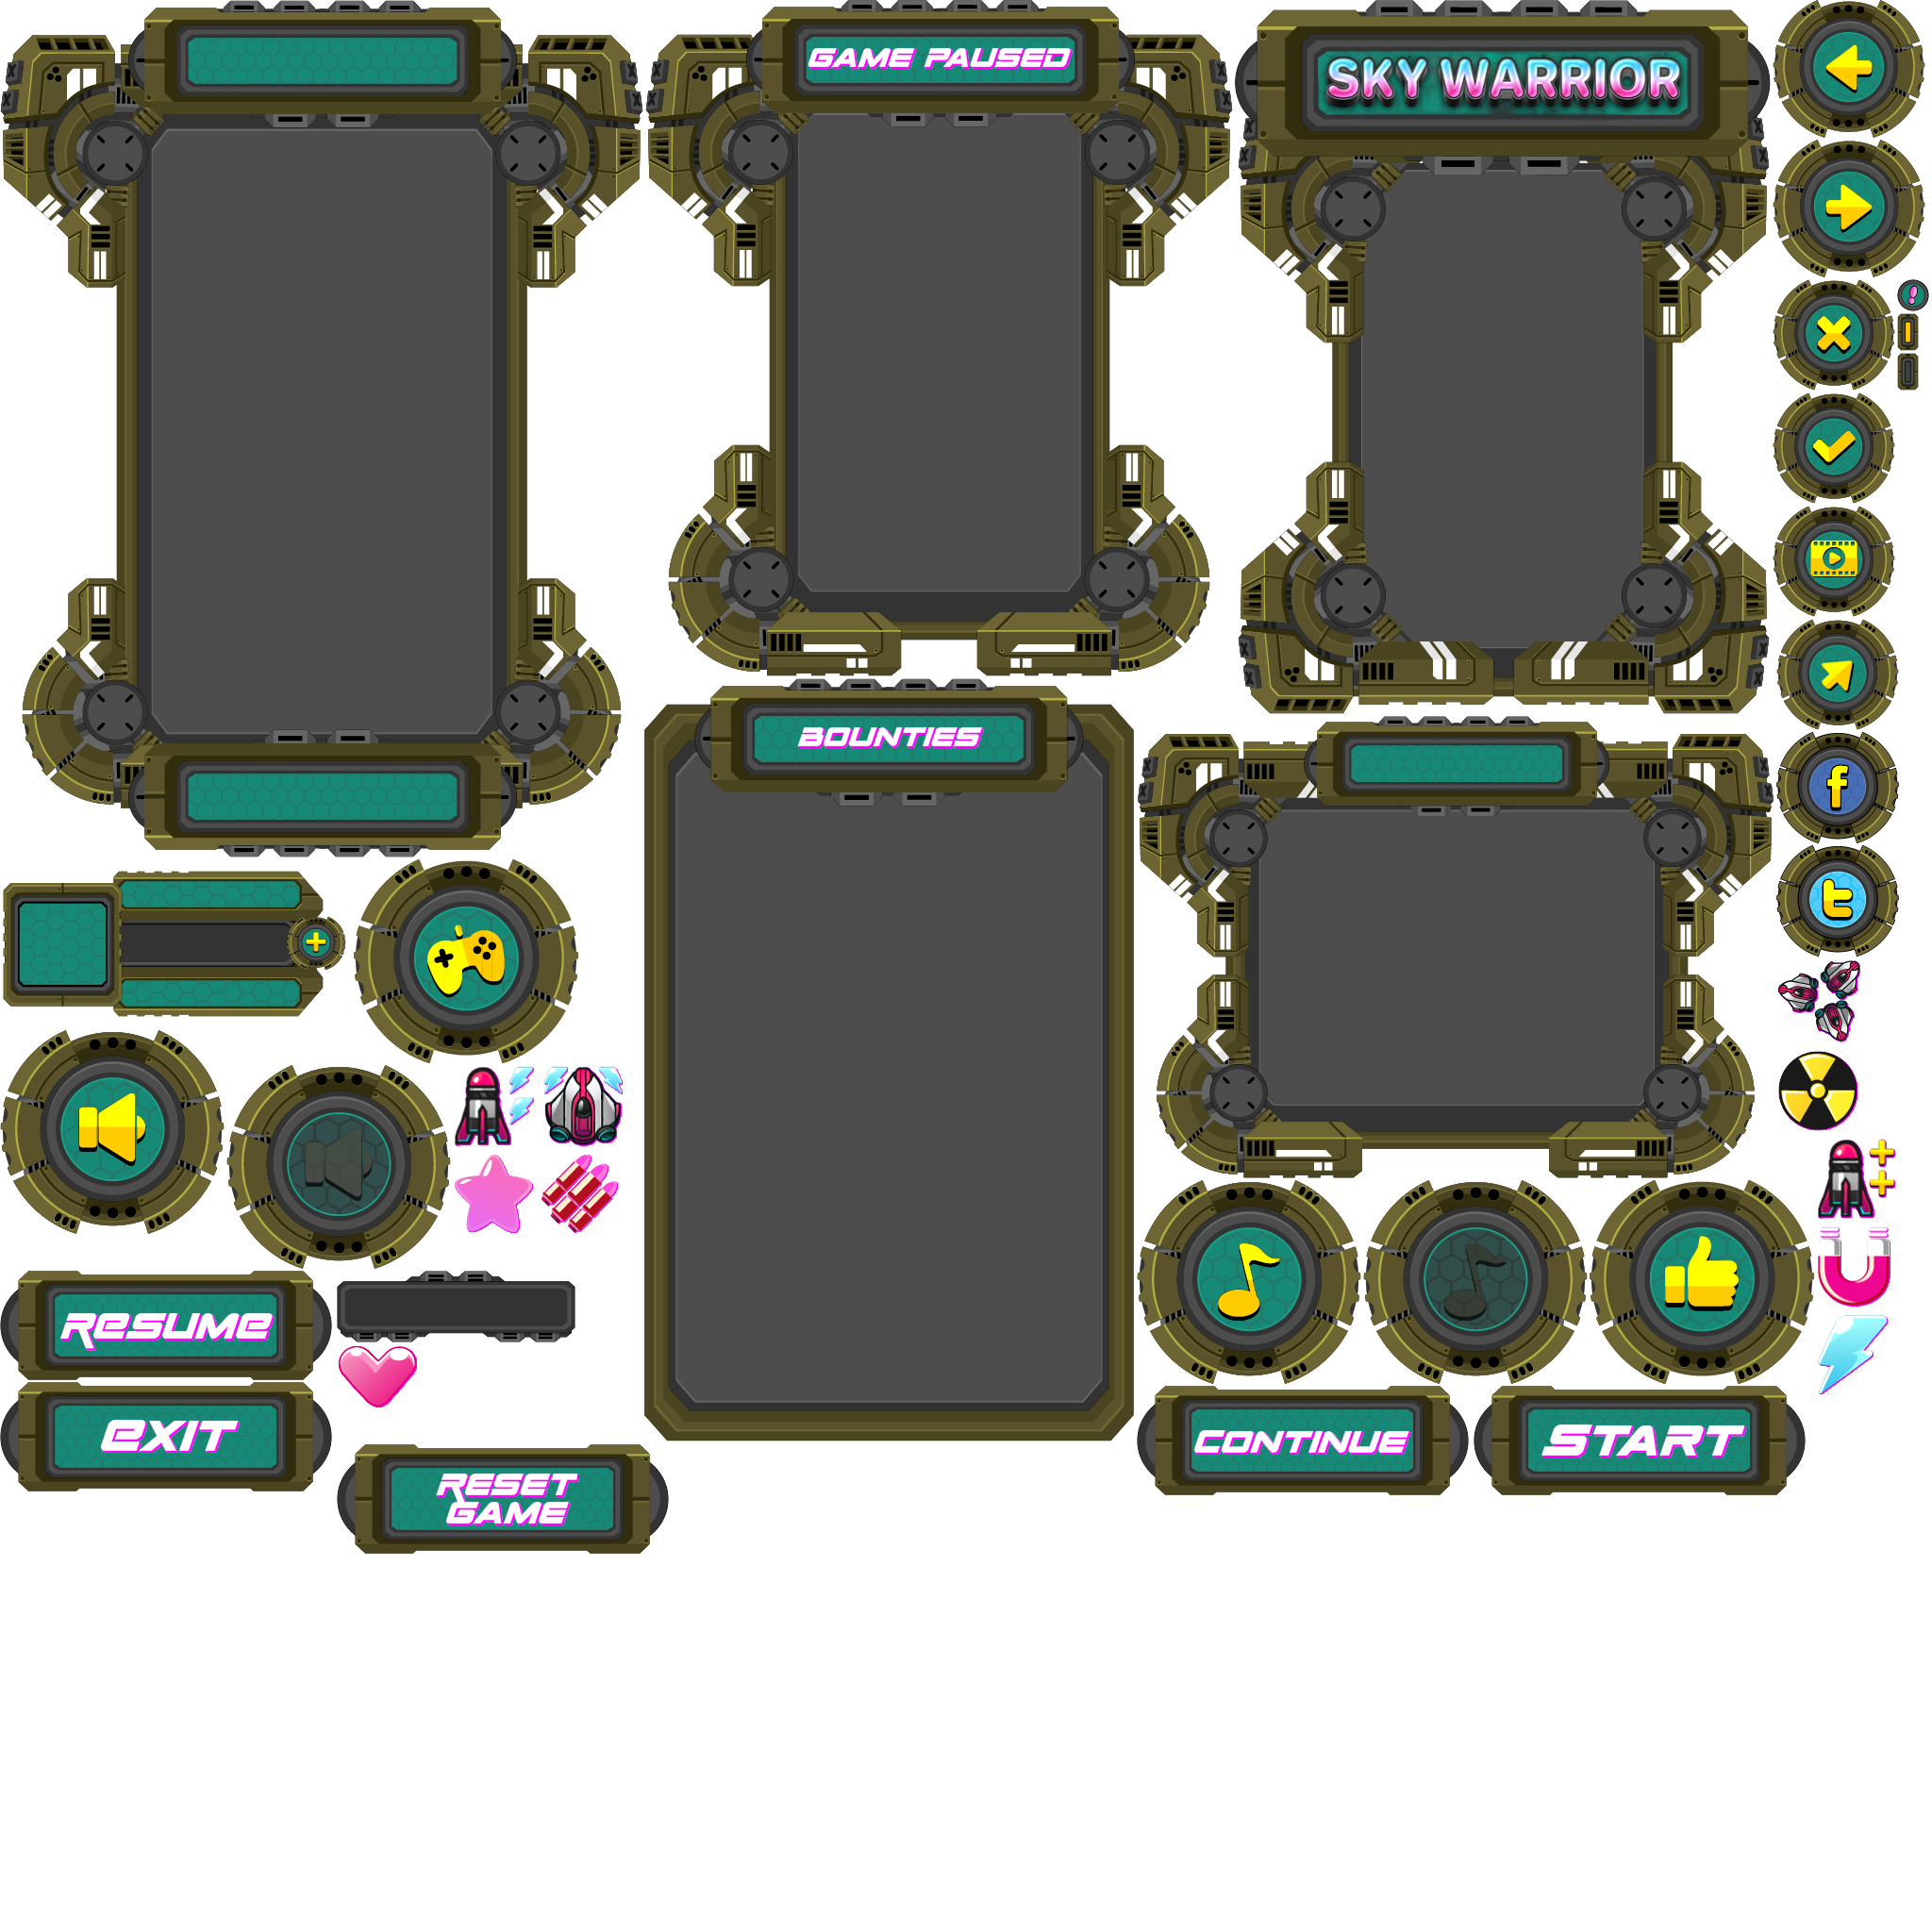 GAME PAUSED
SKY WARRIOR
BOUNTIES
f
t
RESUME
EXIT
RESET
GAME
CONTINUE
START